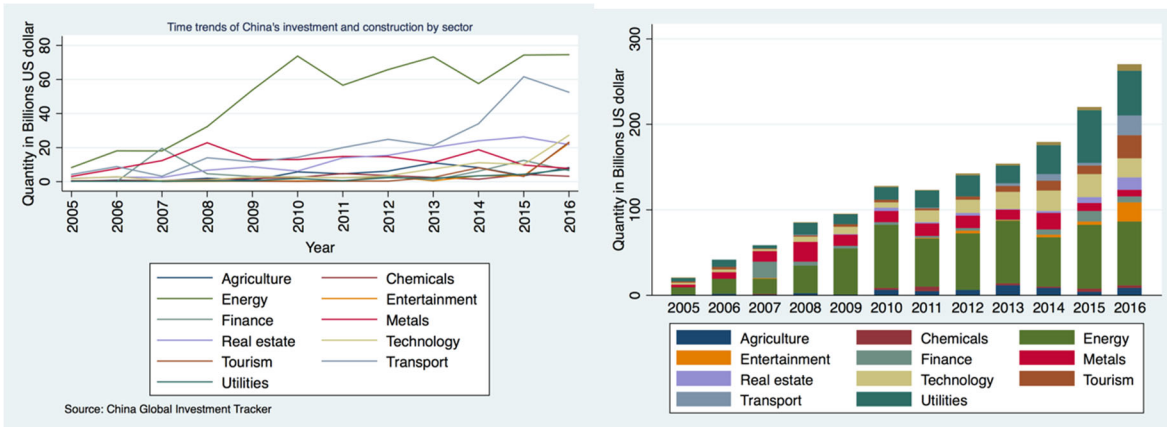 Time trends of China's investment and construction by sector
Quantity in Billions US dollar
80
60
40
20
0
2005 2006 2007 2008 2009 2010 2011 2012 2013 2014 2015 2016
Year
Agriculture Chemicals
Energy Entertainment
Finance Metals
Real estate Technology
Tourism Transport
Utilities
Source: China Global Investment Tracker
Quantity in Billions US dollar
300
200
100
0
2005 2006 2007 2008 2009 2010 2011 2012 2013 2014 2015 2016
Agriculture Chemicals Energy
Entertainment Finance Metals
Real estate Technology Tourism
Transport Utilities